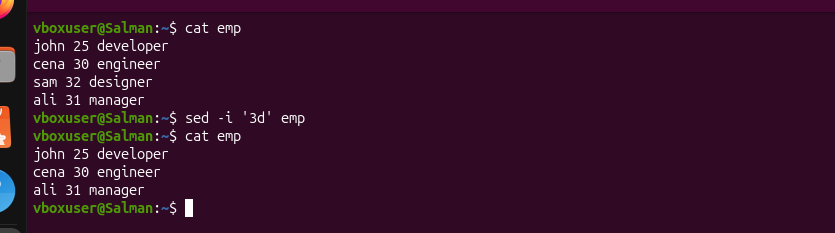 vboxuser@Salman:~$ cat emp
john 25 developer
cena 30 engineer
sam 32 designer
ali 31 manager
vboxuser@Salman:~$ sed -i '3d' emp
vboxuser@Salman:~$ cat emp
john 25 developer
cena 30 engineer
ali 31 manager
vboxuser@Salman:~$